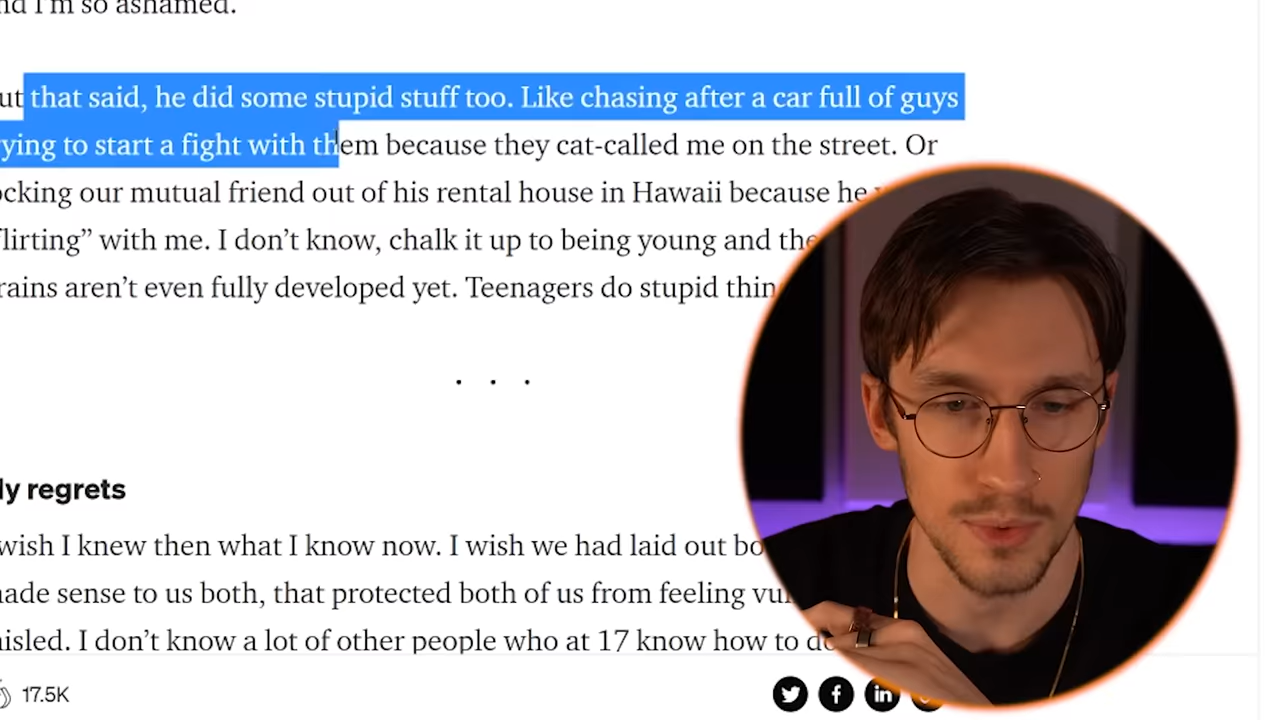 nd I'm so ashamed.
ut that said, he did some stupid stuff too. Like chasing after a car full of guys
ying to start a fight with them because they cat-called me on the street. Or
ocking our mutual friend out of his rental house in Hawaii because he
flirting” with me. I don’t know, chalk it up to being young and the
rains aren’t even fully developed yet. Teenagers do stupid thin
. . .
ly regrets
wish I knew then what I know now. I wish we had laid out bo
nade sense to us both, that protected both of us from feeling vul
nisled. I don’t know a lot of other people who at 17 know how to do
17.5K
f
in